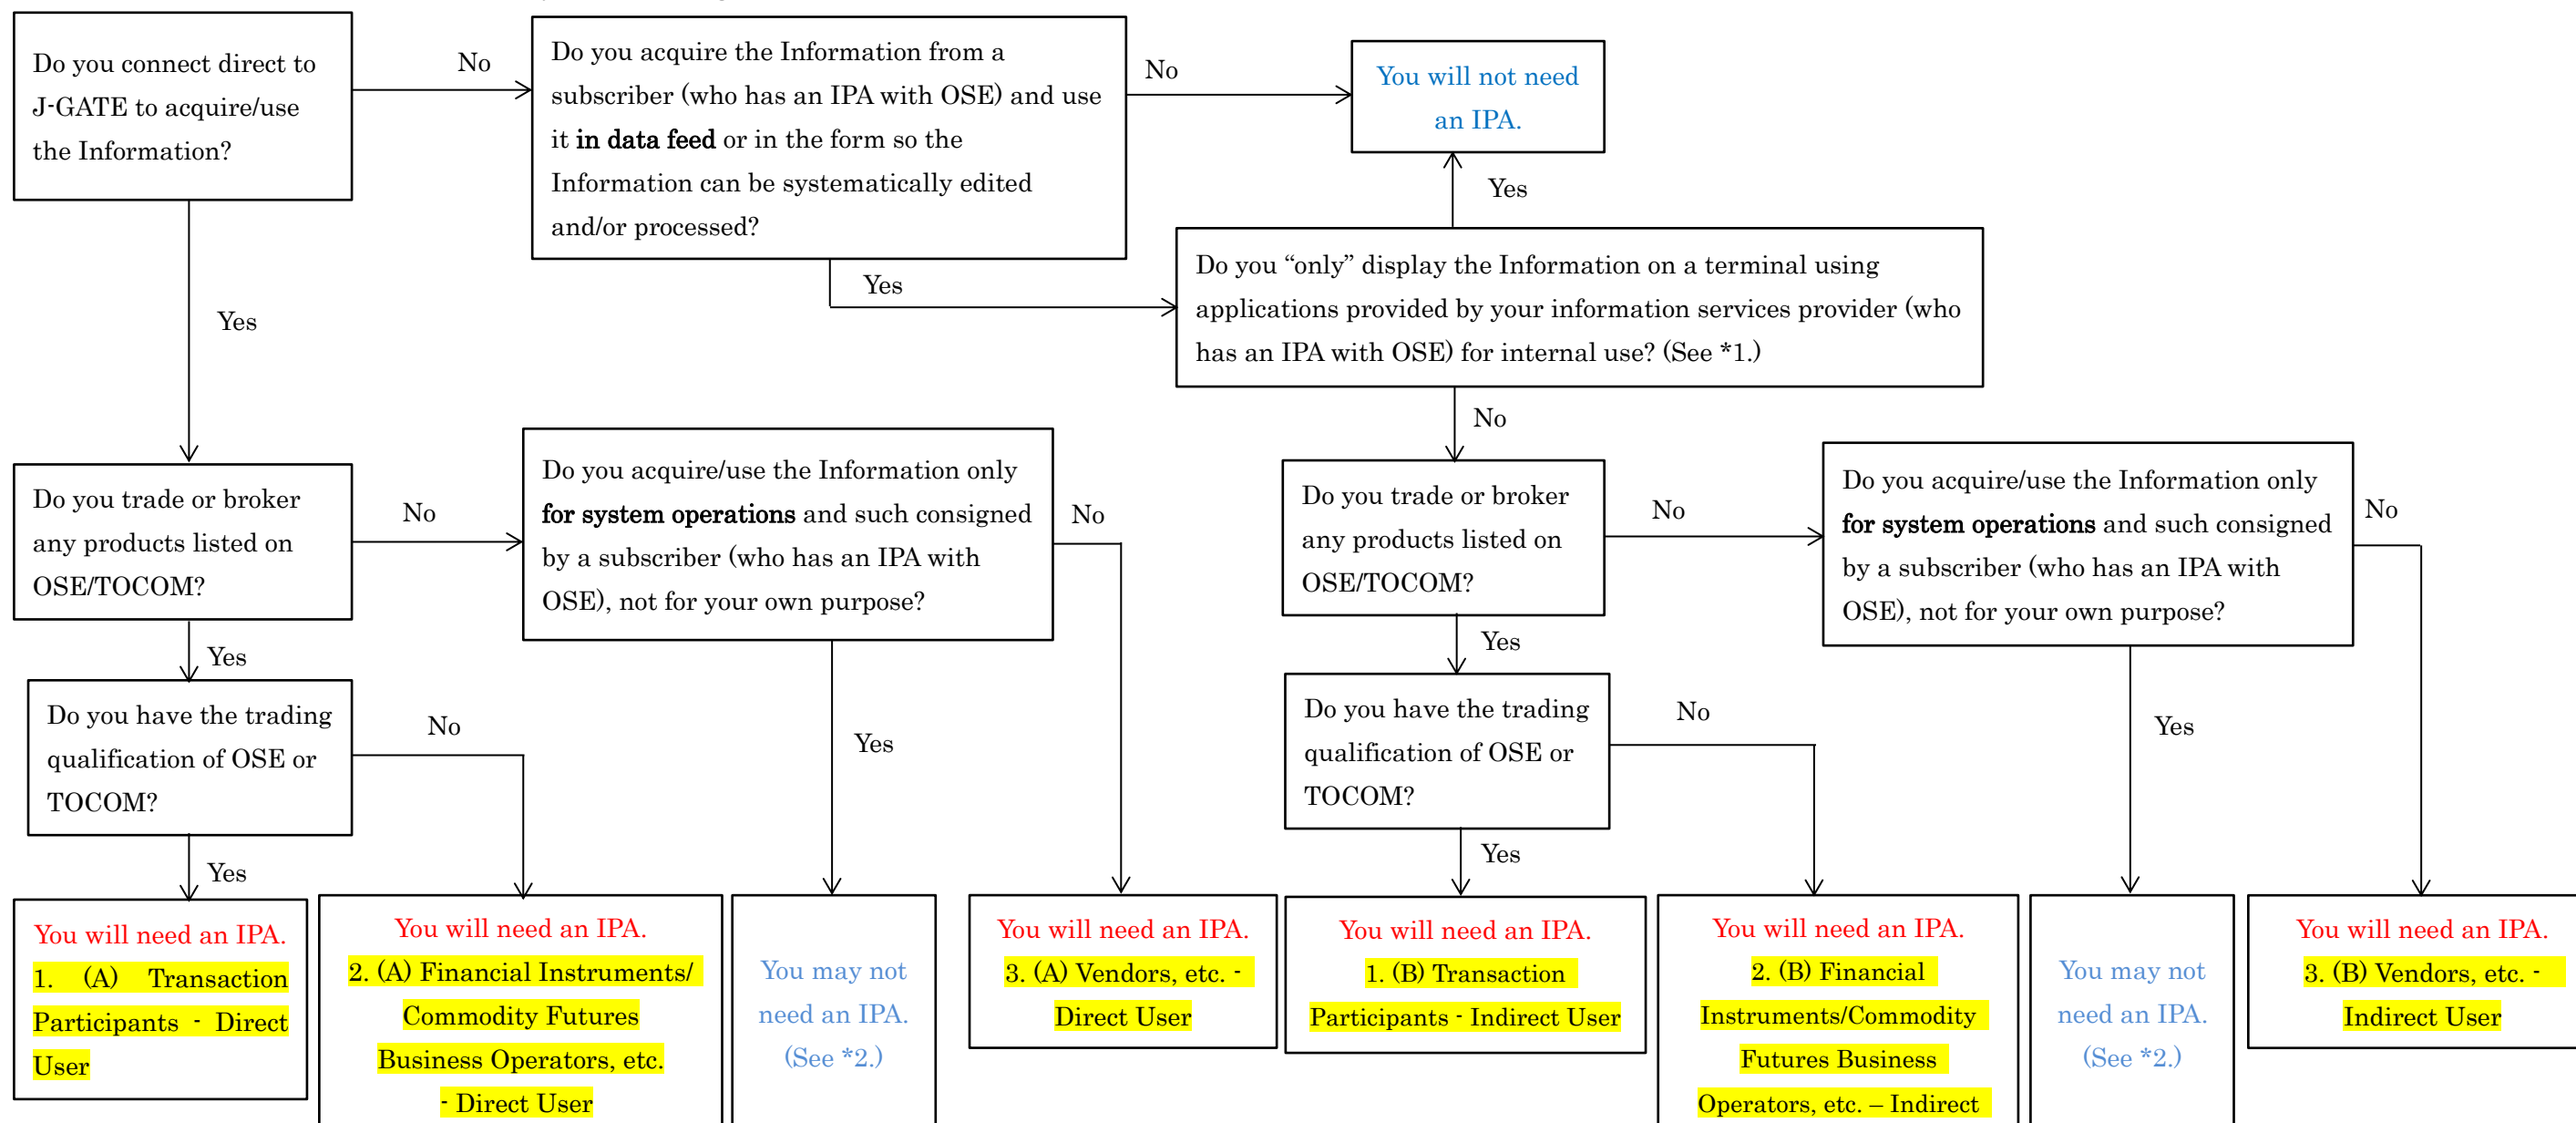 Do you connect direct to
J-GATE to acquire/use
the Information?
No
Do you acquire the Information from a
subscriber (who has an IPA with OSE) and use
it in data feed or in the form so the
Information can be systematically edited
and/or processed?
No
You will not need
an IPA.
Yes
Yes
Do you “only” display the Information on a terminal using
applications provided by your information services provider (who
has an IPA with OSE) for internal use? (See *1.)
Yes
No
Do you trade or broker
any products listed on
OSE/TOCOM?
No
Do you acquire/use the Information only
for system operations and such consigned
by a subscriber (who has an IPA with
OSE), not for your own purpose?
No
Do you trade or broker
any products listed on
OSE/TOCOM?
No
Do you acquire/use the Information only
for system operations and such consigned
by a subscriber (who has an IPA with
OSE), not for your own purpose?
No
Yes
Yes
Do you have the trading
qualification of OSE or
TOCOM?
No
Yes
Do you have the trading
qualification of OSE or
TOCOM?
No
Yes
Yes
Yes
You will need an IPA.
1. (A) Transaction
Participants - Direct
User
You will need an IPA.
2. (A) Financial Instruments/
Commodity Futures
Business Operators, etc.
- Direct User
You may not
need an IPA.
(See *2.)
You will need an IPA.
3. (A) Vendors, etc. -
Direct User
You will need an IPA.
1. (B) Transaction
Participants - Indirect User
You will need an IPA.
2. (B) Financial
Instruments/Commodity
Futures Business
Operators, etc. – Indirect
You may not
need an IPA.
(See *2.)
You will need an IPA.
3. (B) Vendors, etc. -
Indirect User